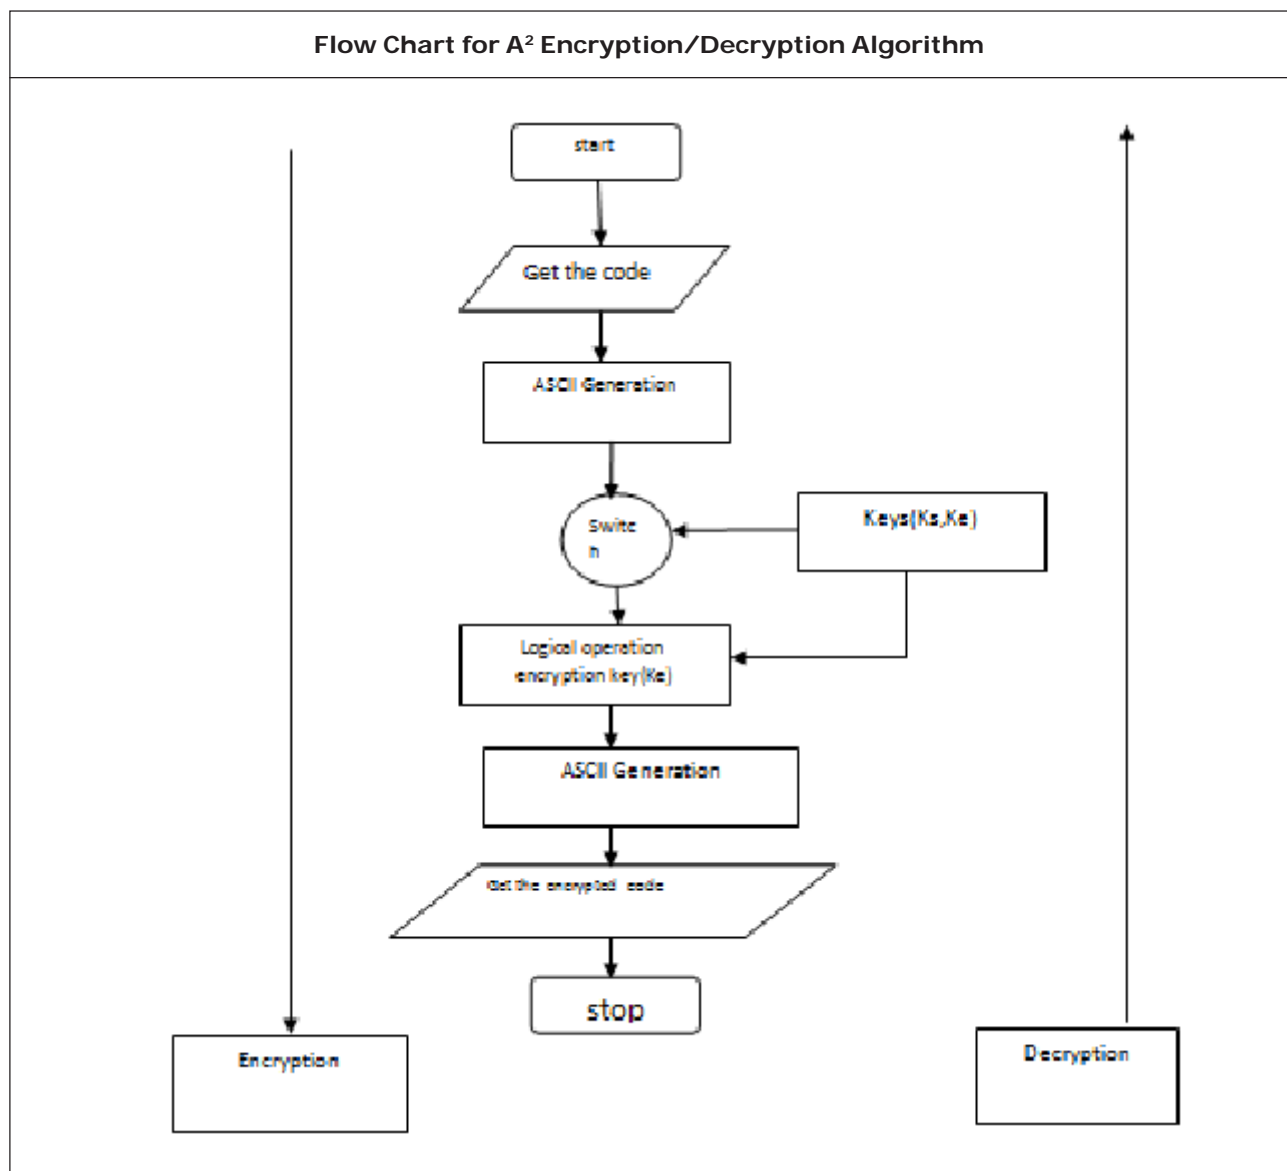 Flow Chart for A² Encryption/Decryption Algorithm
start
Get the code
ASCII Generation
Switc
h
Keys(Ks,Ke)
Logical operation
encryption key(Ke)
ASCII Generation
Get the encrypted code
stop
Encryption
Decryption